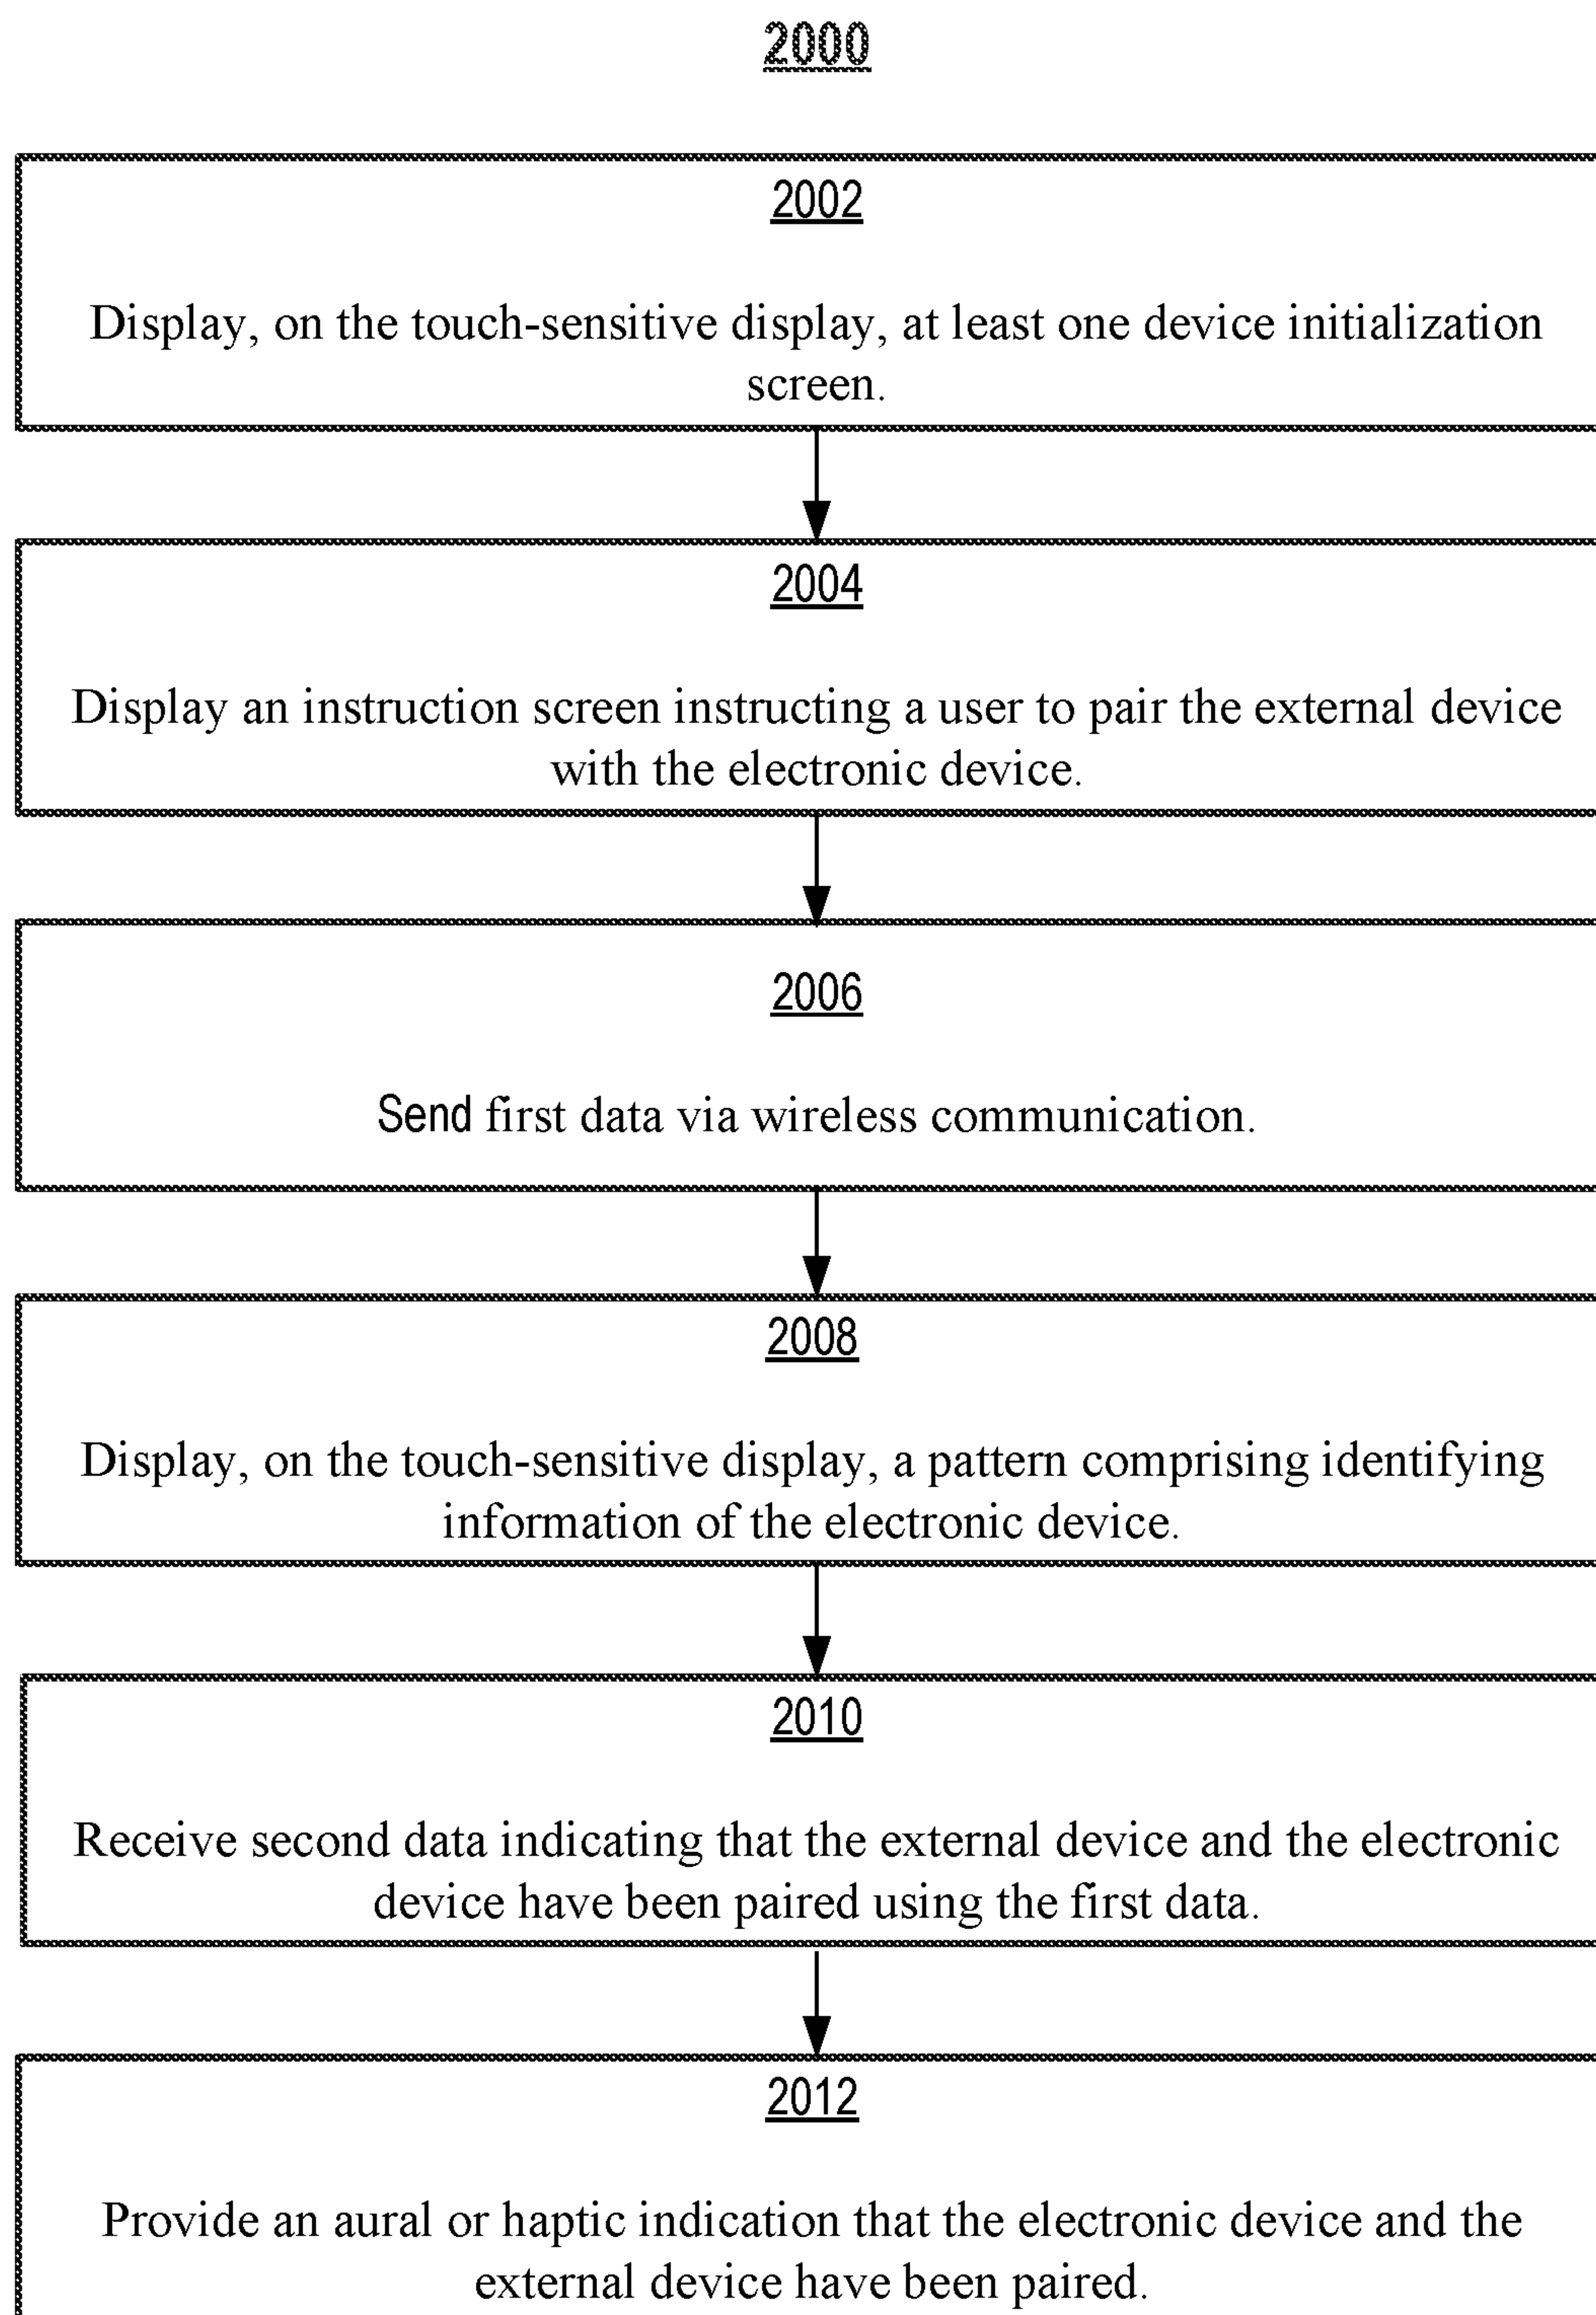 2000
2002
Display, on the touch-sensitive display, at least one device initialization
screen.
2004
Display an instruction screen instructing a user to pair the external device
with the electronic device.
2006
Send first data via wireless communication.
2008
Display, on the touch-sensitive display, a pattern comprising identifying
information of the electronic device.
2010
Receive second data indicating that the external device and the electronic
device have been paired using the first data.
2012
Provide an aural or haptic indication that the electronic device and the
external device have been paired.